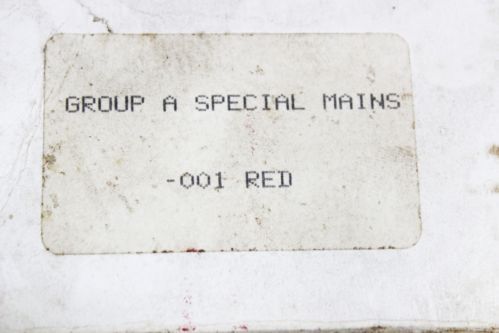 GROUP A SPECIAL MAINS
-001 RED